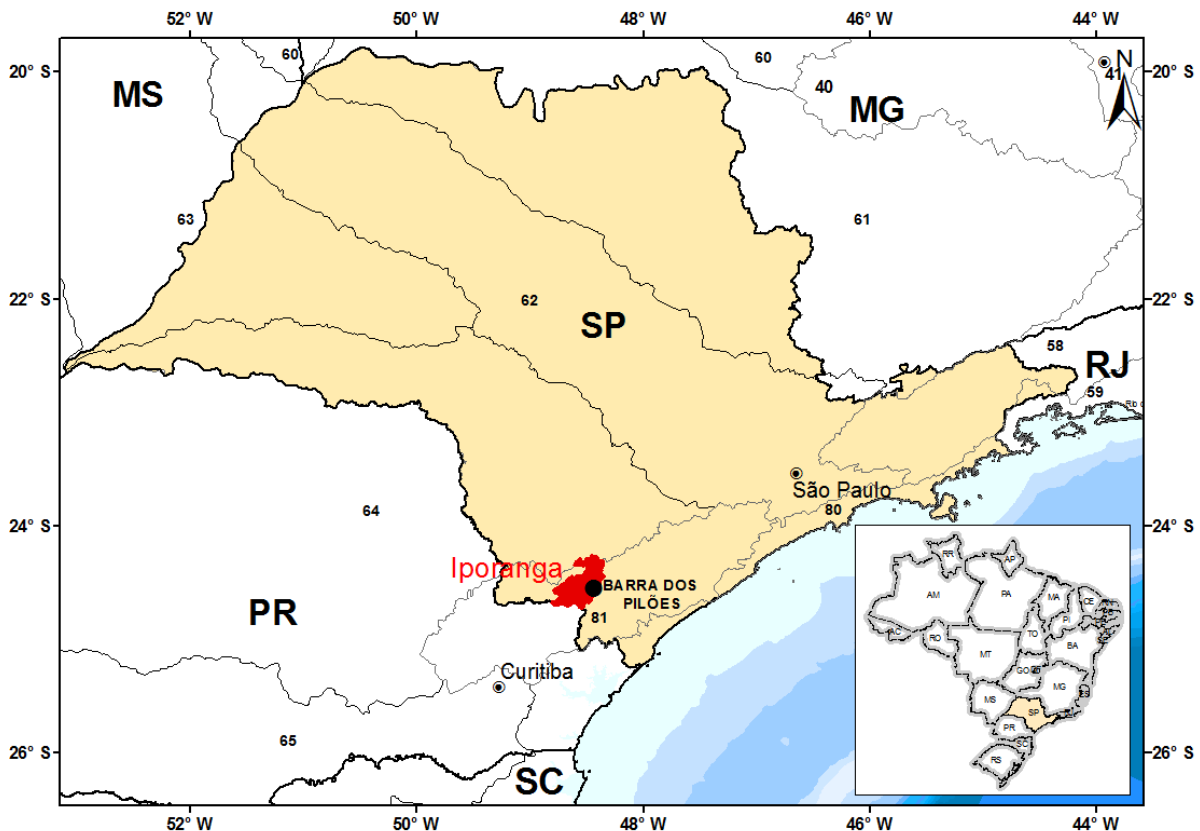 52° W
50° W
48° W
46° W
44° W
20° S
20° S
60
60
40
41
N
MS
MG
63
61
22° S
22° S
62
SP
58
RJ
59
São Paulo
80
24° S
24° S
64
Iporanga
BARRA DOS
PILÕES
81
PR
Curitiba
65
26° S
26° S
SC
RR
AP
AM
PA
MA
CE
PI
AC
RO
TO
BA
MT
GO
MG
ES
MS
SP
PR
SC
RS
52° W
50° W
48° W
46° W
44° W